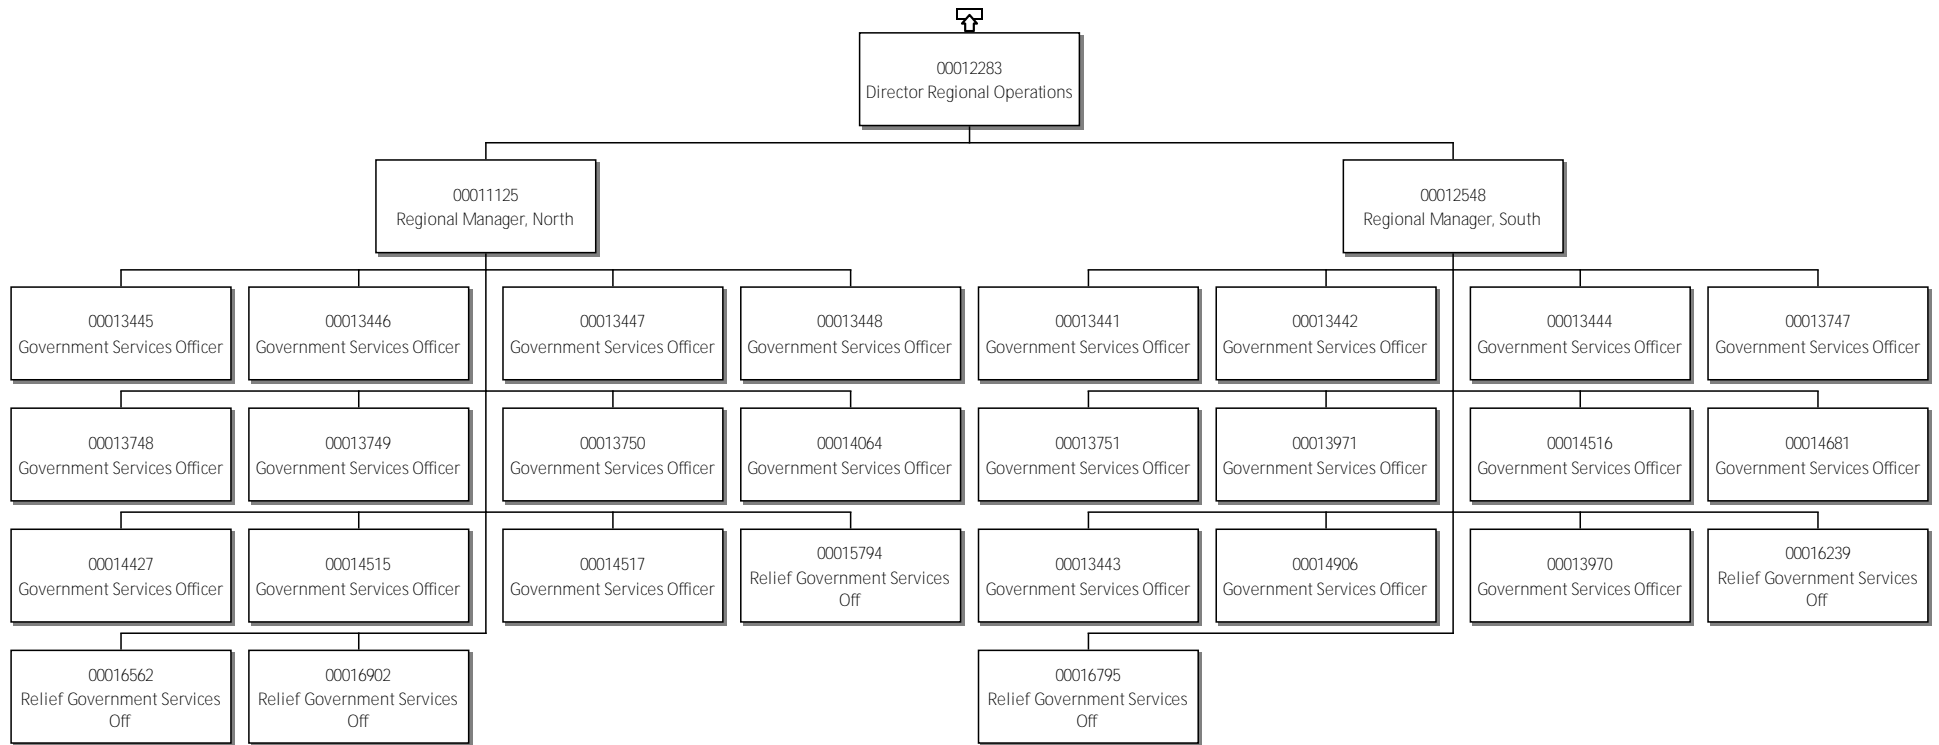 00012283
Director Regional Operations
00011125
Regional Manager, North
00012548
Regional Manager, South
00013445
Government Services Officer
00013446
Government Services Officer
00013447
Government Services Officer
00013448
Government Services Officer
00013441
Government Services Officer
00013442
Government Services Officer
00013444
Government Services Officer
00013747
Government Services Officer
00013748
Government Services Officer
00013749
Government Services Officer
00013750
Government Services Officer
00014064
Government Services Officer
00013751
Government Services Officer
00013971
Government Services Officer
00014516
Government Services Officer
00014681
Government Services Officer
00014427
Government Services Officer
00014515
Government Services Officer
00014517
Government Services Officer
00015794
Relief Government Services
Off
00013443
Government Services Officer
00014906
Government Services Officer
00013970
Government Services Officer
00016239
Relief Government Services
Off
00016562
Relief Government Services
Off
00016902
Relief Government Services
Off
00016795
Relief Government Services
Off